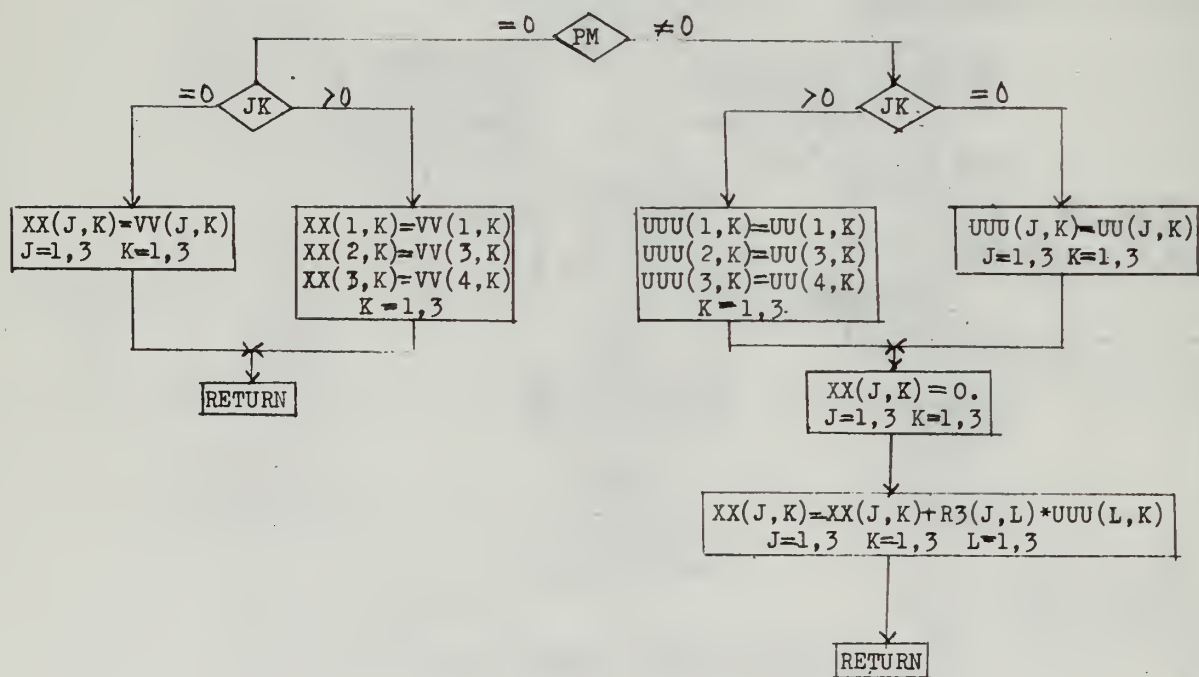 =0 PM ≠0
=0 JK >0
>0 JK =0
XX(J,K)=VV(J,K)
J=1,3 K=1,3
XX(1,K)=VV(1,K)
XX(2,K)=VV(3,K)
XX(3,K)=VV(4,K)
K=1,3
UUU(1,K)=UU(1,K)
UUU(2,K)=UU(3,K)
UUU(3,K)=UU(4,K)
K=1,3.
UUU(J,K)=UU(J,K)
J=1,3 K=1,3
RETURN
XX(J,K)=0.
J=1,3 K=1,3
XX(J,K)=XX(J,K)+R3(J,L)*UUU(L,K)
J=1,3 K=1,3 L=1,3
RETURN